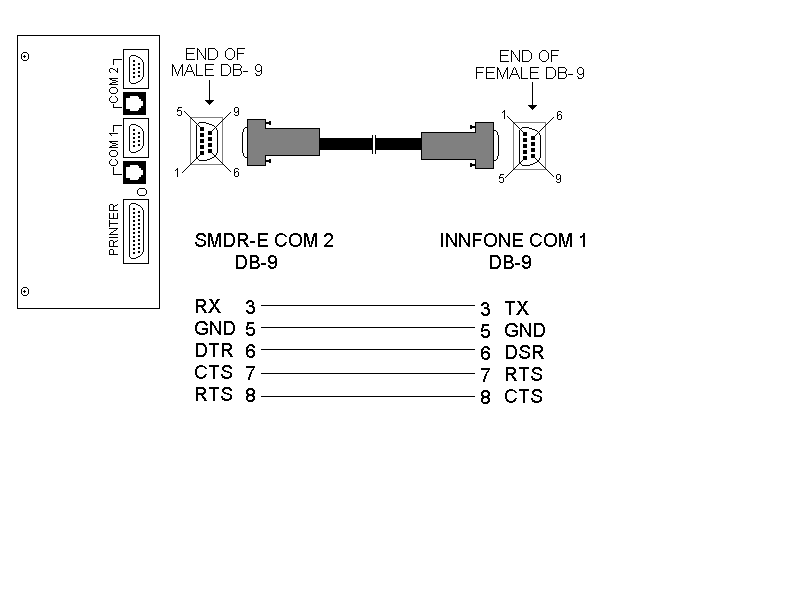 COM 2
COM 1
PRINTER
END OF
MALE DB- 9
5 9
1 6
END OF
FEMALE DB- 9
1 6
5 9
SMDR-E COM 2
DB-9
INNFONE COM 1
DB-9
RX 3 3 TX
GND 5 5 GND
DTR 6 6 DSR
CTS 7 7 RTS
RTS 8 8 CTS